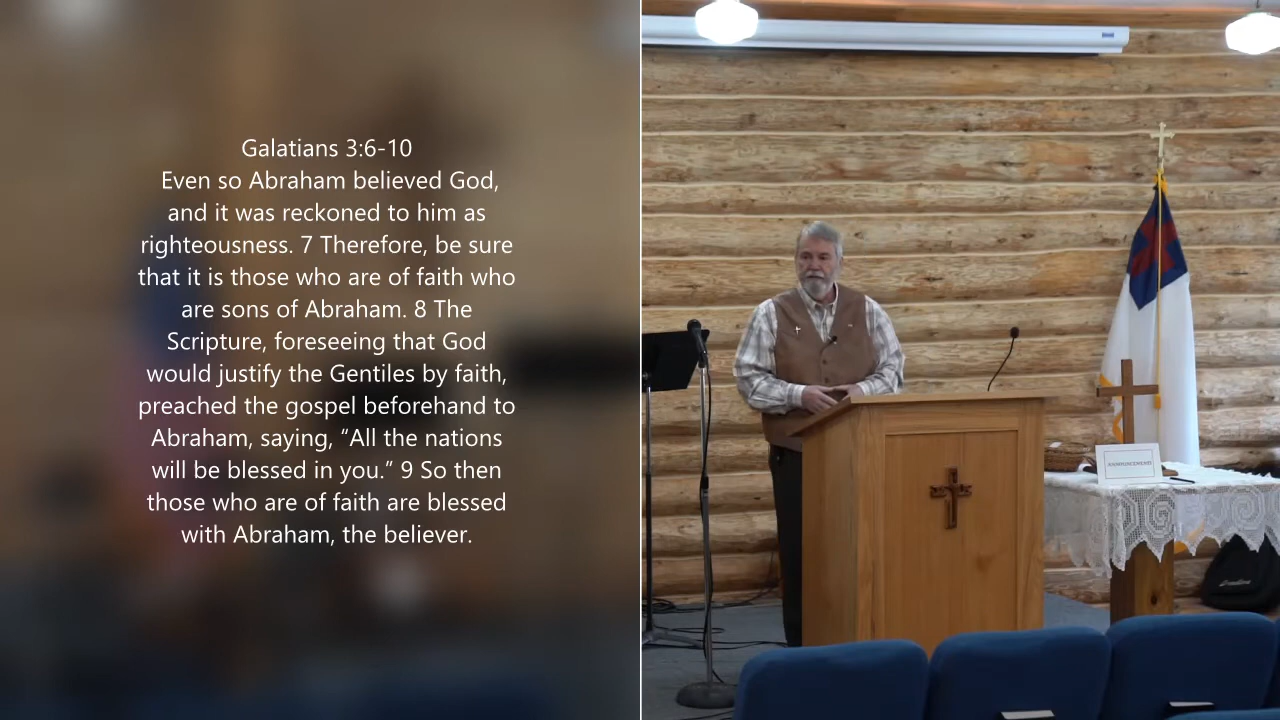 Galatians 3:6-10
Even so Abraham believed God,
and it was reckoned to him as
righteousness. 7 Therefore, be sure
that it is those who are of faith who
are sons of Abraham. 8 The
Scripture, foreseeing that God
would justify the Gentiles by faith,
preached the gospel beforehand to
Abraham, saying, “All the nations
will be blessed in you.” 9 So then
those who are of faith are blessed
with Abraham, the believer.
ANNOUNCEMENTS